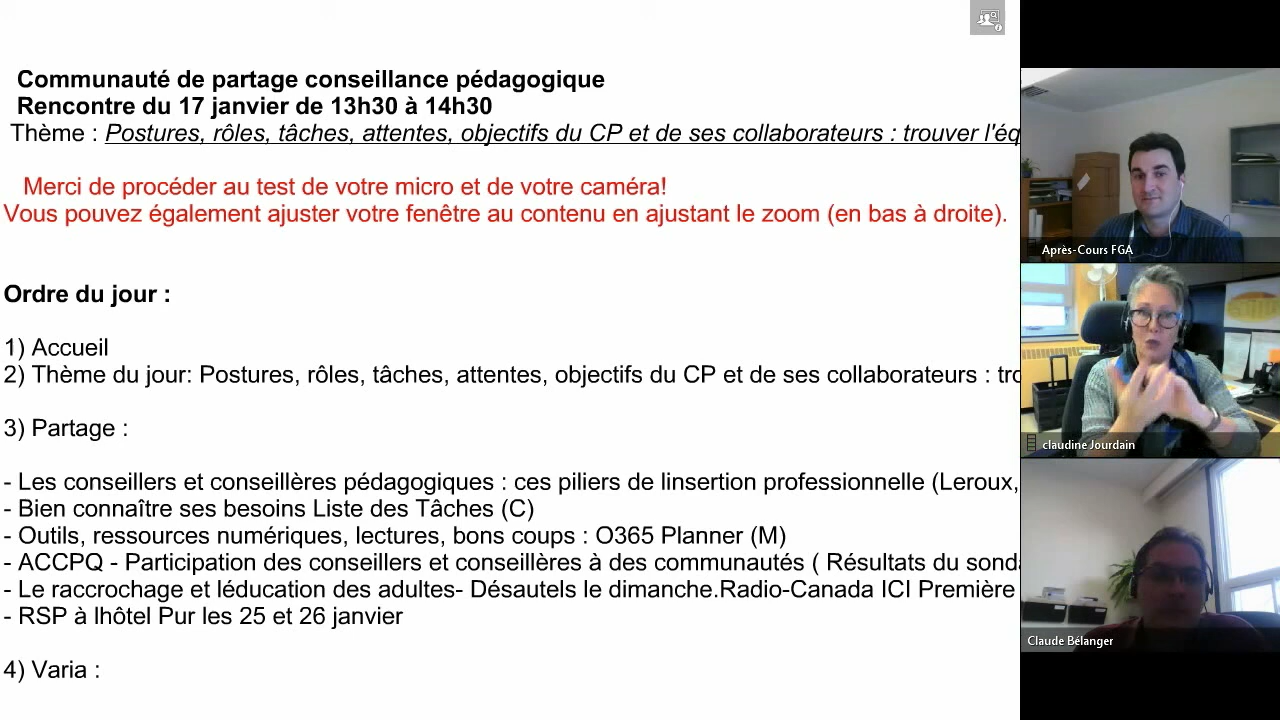 Communauté de partage conseillance pédagogique
Rencontre du 17 janvier de 13h30 à 14h30
Thème : Postures, rôles, tâches, attentes, objectifs du CP et de ses collaborateurs : trouver l'éq
Merci de procéder au test de votre micro et de votre caméra!
Vous pouvez également ajuster votre fenêtre au contenu en ajustant le zoom (en bas à droite).
Ordre du jour :
1) Accueil
2) Thème du jour: Postures, rôles, tâches, attentes, objectifs du CP et de ses collaborateurs : tro
3) Partage :
- Les conseillers et conseillères pédagogiques : ces piliers de linsertion professionnelle (Leroux,
- Bien connaître ses besoins Liste des Tâches (C)
- Outils, ressources numériques, lectures, bons coups : O365 Planner (M)
- ACCPQ - Participation des conseillers et conseillères à des communautés ( Résultats du sonda
- Le raccrochage et léducation des adultes- Désautels le dimanche.Radio-Canada ICI Première
- RSP à lhôtel Pur les 25 et 26 janvier
4) Varia :
Après-Cours FGA
claudine Jourdain
Claude Bélanger